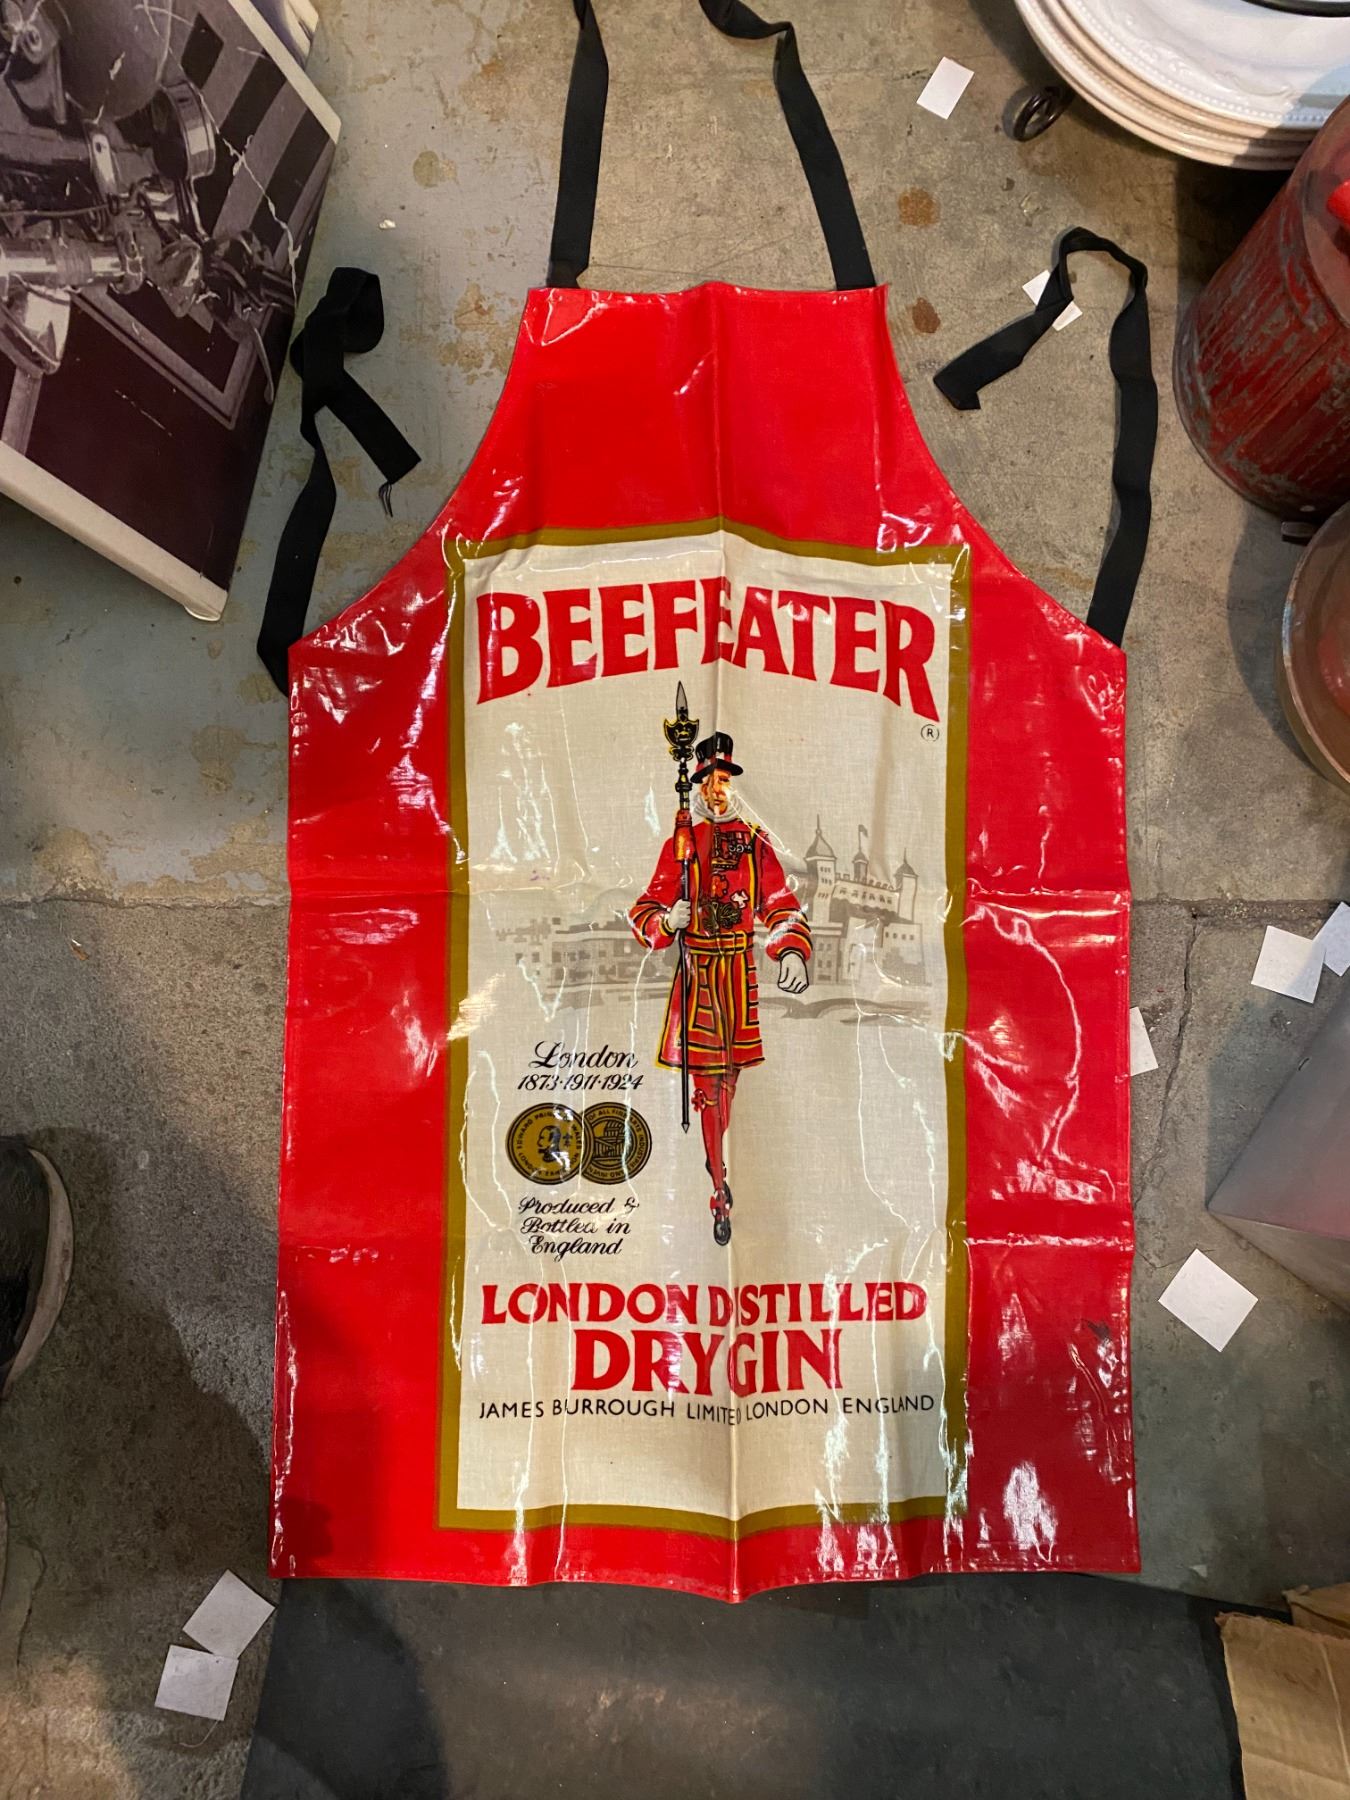 BEEFEATER
®
London
1873·1911·1924
Produced &
Bottled in
England
LONDON DISTILLED
DRY GIN
JAMES BURROUGH LIMITED LONDON ENGLAND